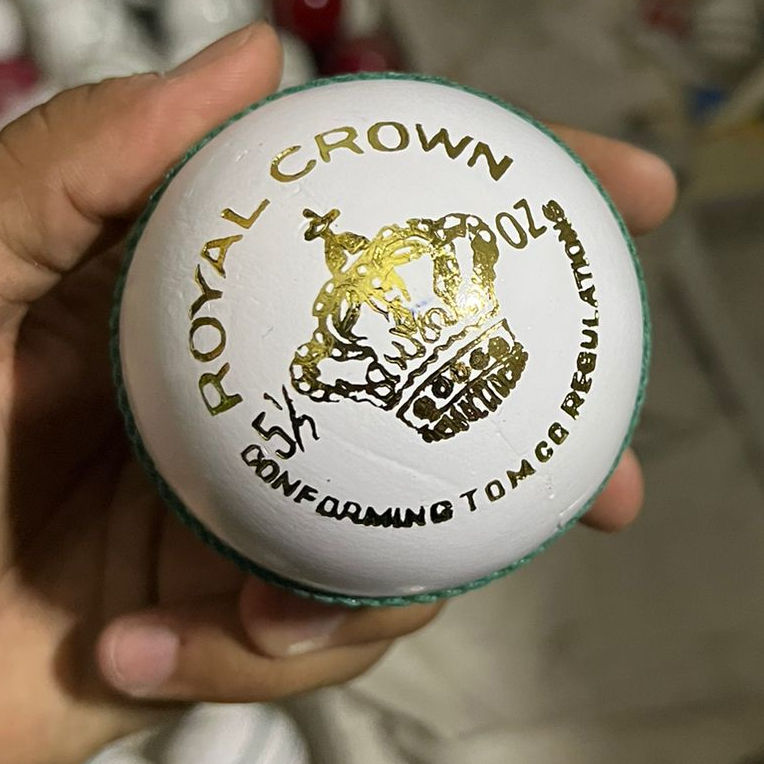 ROYAL CROWN
5½ OZ
CONFORMING TO MCC REGULATIONS